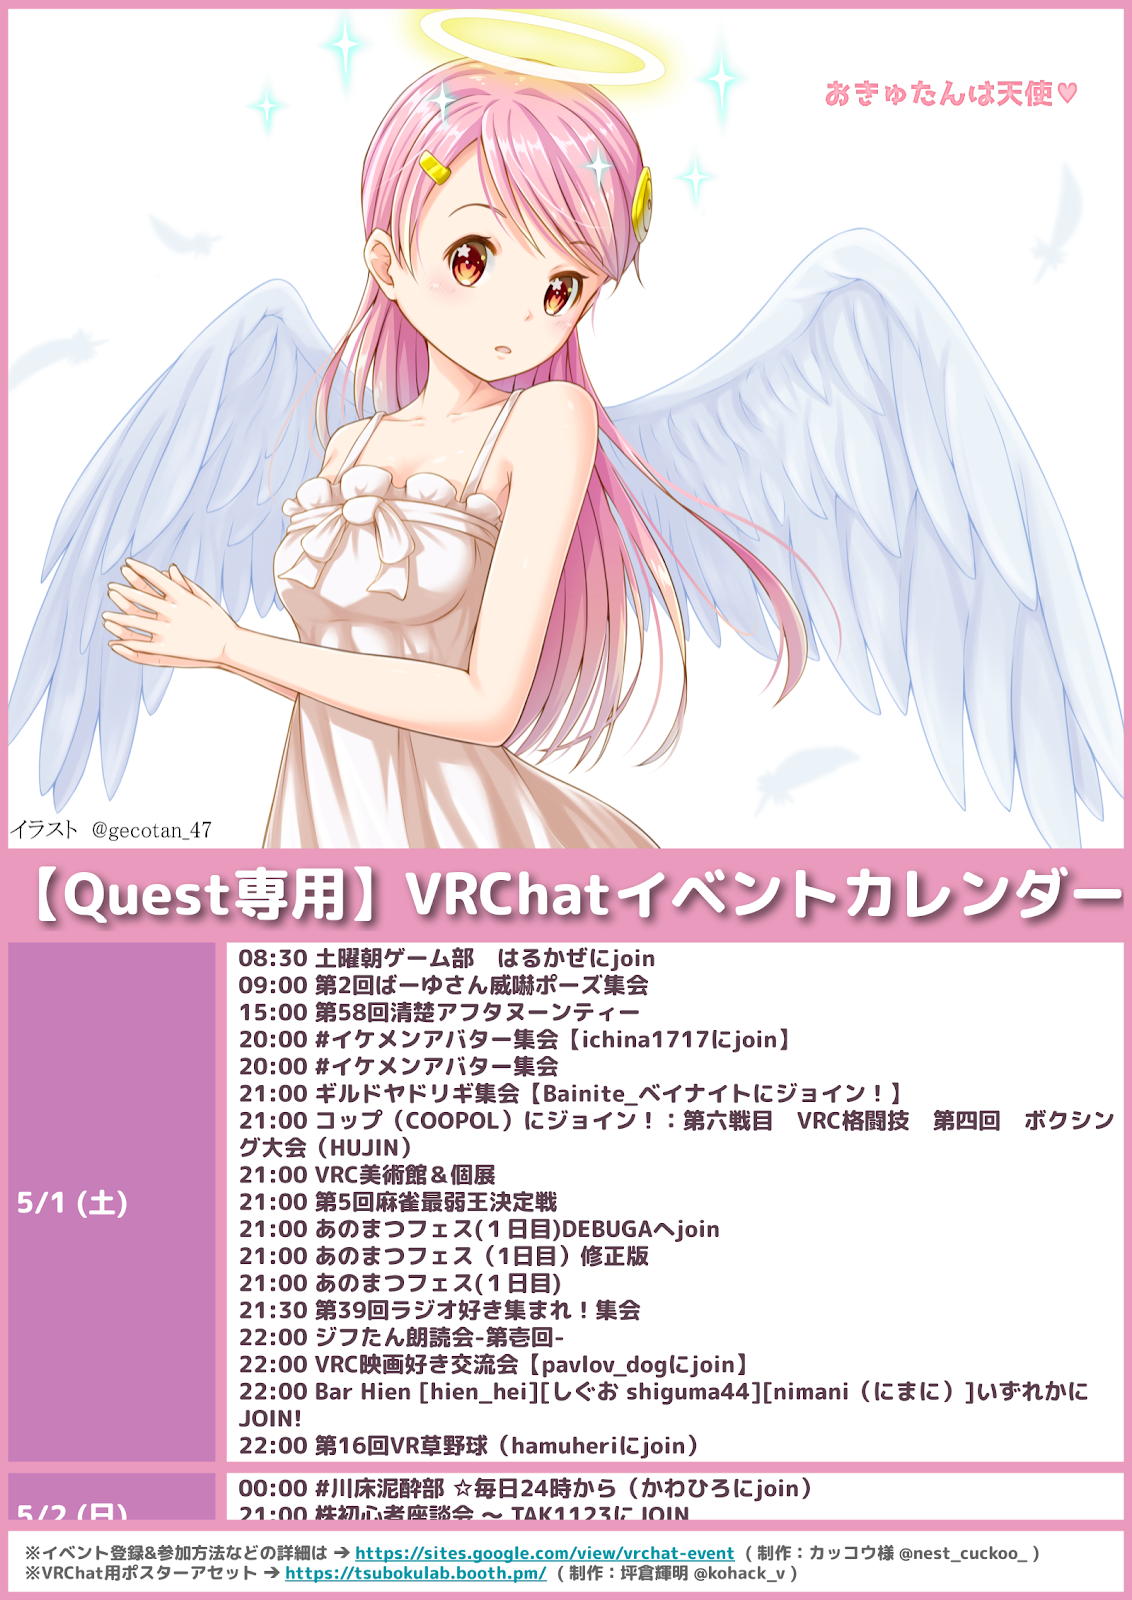 おきゅたんは天使♥
イラスト @gecotan_47
【Quest専用】VRChatイベントカレンダー
5/1 (土)
08:30 土曜朝ゲーム部　はるかぜにjoin
09:00 第2回ばーゆさん威嚇ポーズ集会
15:00 第58回清楚アフタヌーンティー
20:00 #イケメンアバター集会【ichina1717にjoin】
20:00 #イケメンアバター集会
21:00 ギルドヤドリギ集会【Bainite_ベイナイトにジョイン！】
21:00 コップ（COOPOL）にジョイン！：第六戦目　VRC格闘技　第四回　ボクシン
グ大会（HUJIN）
21:00 VRC美術館＆個展
21:00 第5回麻雀最弱王決定戦
21:00 あのまつフェス(１日目)DEBUGAへjoin
21:00 あのまつフェス（1日目）修正版
21:00 あのまつフェス(１日目)
21:30 第39回ラジオ好き集まれ！集会
22:00 ジフたん朗読会-第壱回-
22:00 VRC映画好き交流会【pavlov_dogにjoin】
22:00 Bar Hien [hien_hei][しぐお shiguma44][nimani（にまに）]いずれかに
JOIN!
22:00 第16回VR草野球（hamuheriにjoin）
5/2 (日)
00:00 #川床泥酔部 ☆毎日24時から（かわひろにjoin）
21:00 株初心者座談会 ～ TAK1123に JOIN
※イベント登録&参加方法などの詳細は → https://sites.google.com/view/vrchat-event ( 制作：カッコウ様 @nest_cuckoo_ )
※VRChat用ポスターアセット → https://tsubokulab.booth.pm/ ( 制作：坪倉輝明 @kohack_v )